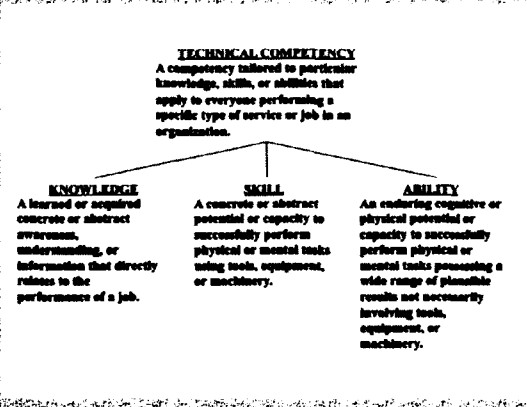 TECHNICAL COMPETENCY
A competency tailored to particular
knowledge, skills, or abilities that
apply to everyone performing a
specific type of service or job in an
organization.
KNOWLEDGE
A learned or acquired
concrete or abstract
awareness,
understanding, or
information that directly
relates to the
performance of a job.
SKILL
A concrete or abstract
potential or capacity to
successfully perform
physical or mental tasks
using tools, equipment,
or machinery.
ABILITY
An enduring cognitive or
physical potential or
capacity to successfully
perform physical or
mental tasks possessing a
wide range of plausible
results not necessarily
involving tools,
equipment, or
machinery.